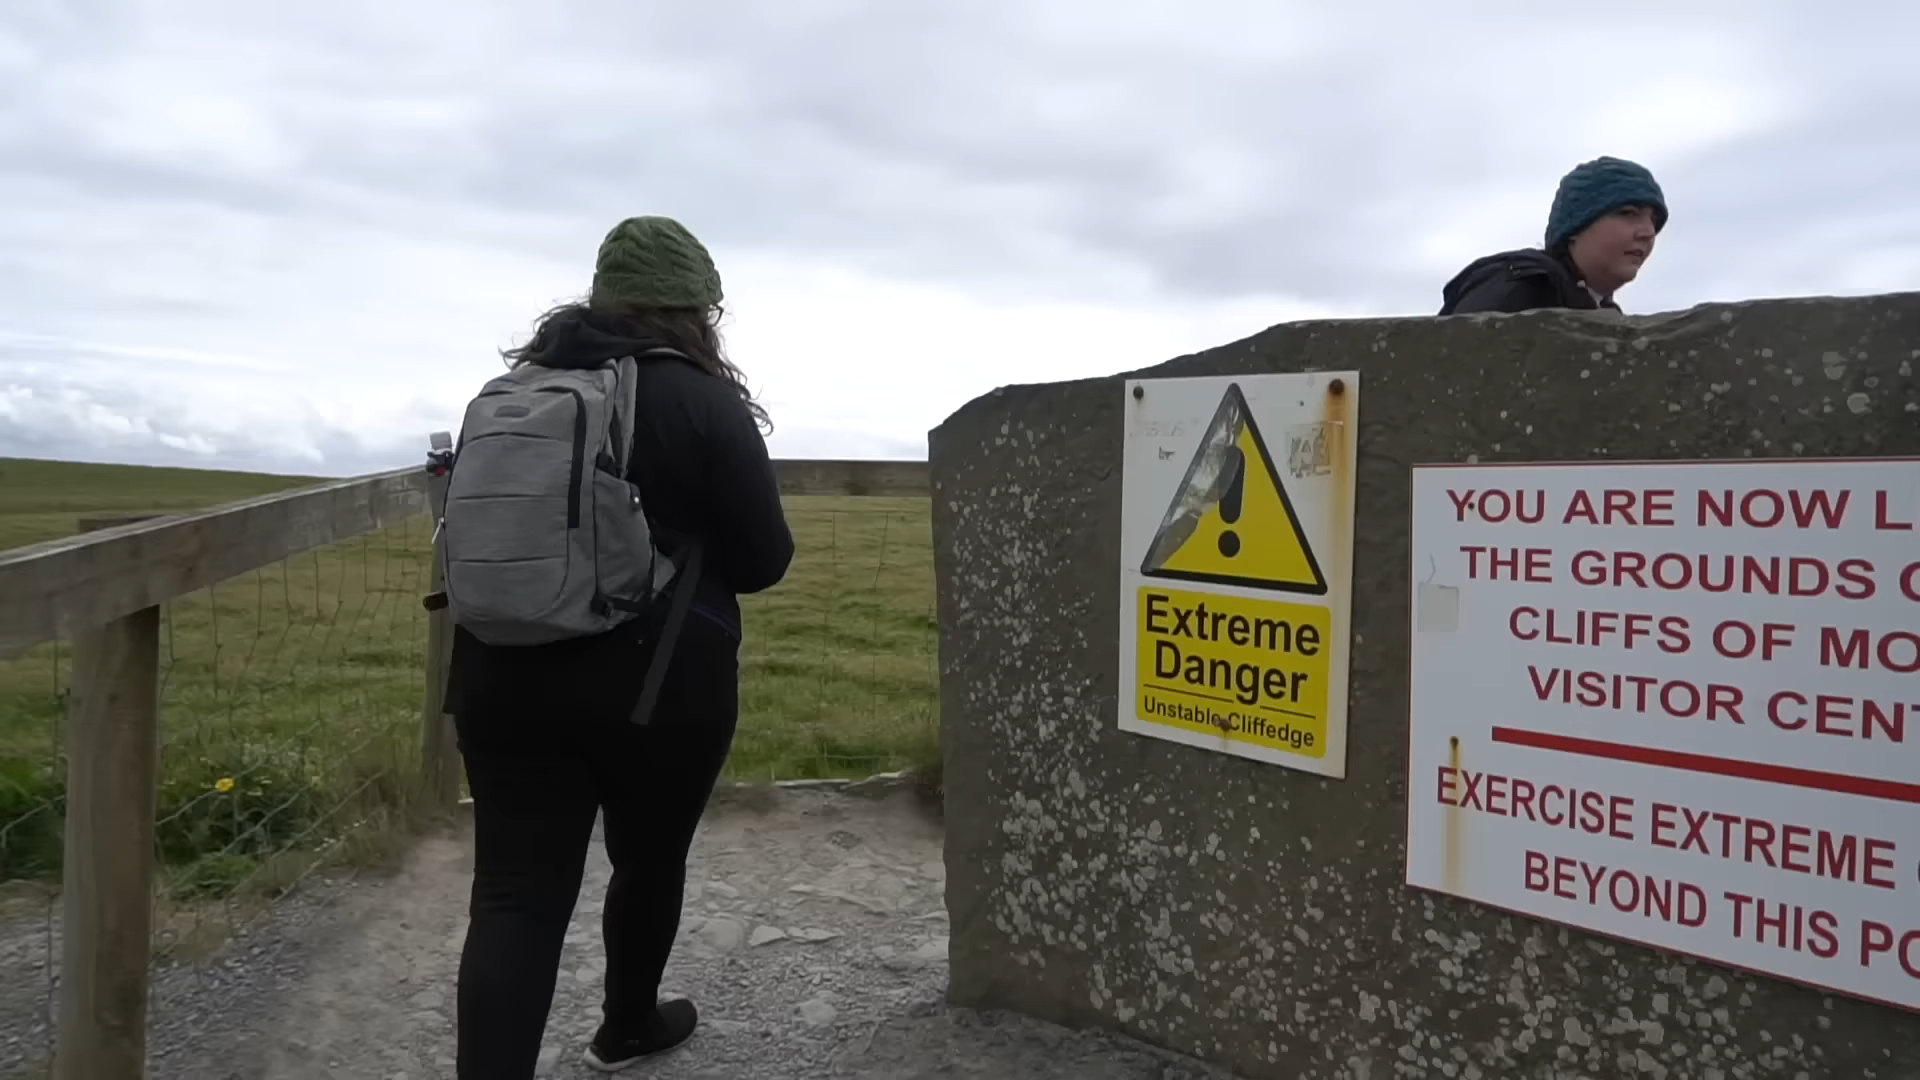 Extreme
Danger
Unstable Cliffedge
YOU ARE NOW L
THE GROUNDS O
CLIFFS OF MO
VISITOR CENT
EXERCISE EXTREME
BEYOND THIS PO